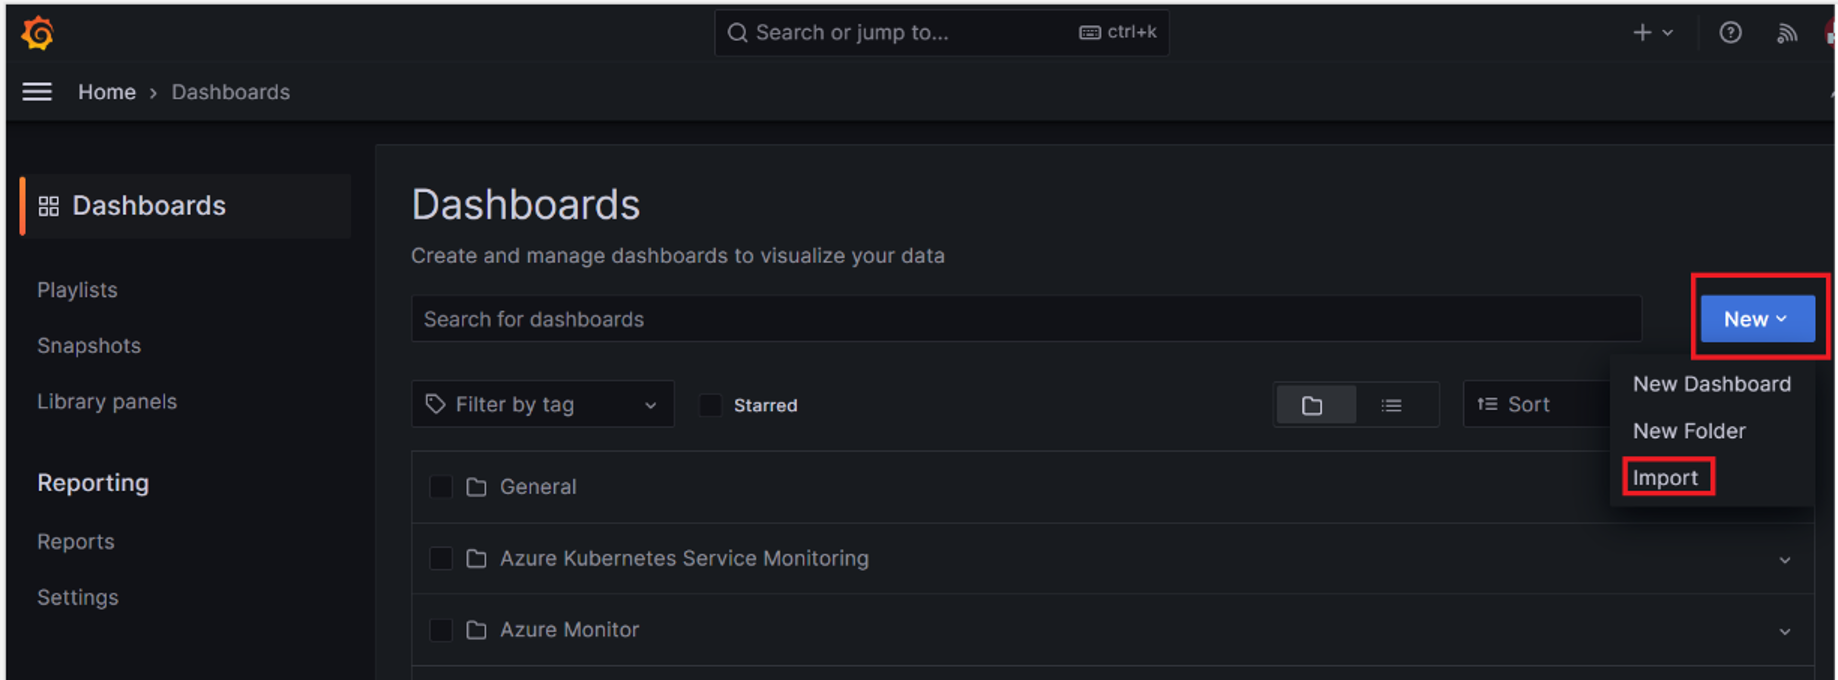 Search or jump to... ctrl+k
Home › Dashboards
Dashboards
Playlists
Snapshots
Library panels
Reporting
Reports
Settings
Dashboards
Create and manage dashboards to visualize your data
Search for dashboards
New
New Dashboard
New Folder
Import
Filter by tag
Starred
Sort
General
Azure Kubernetes Service Monitoring
Azure Monitor